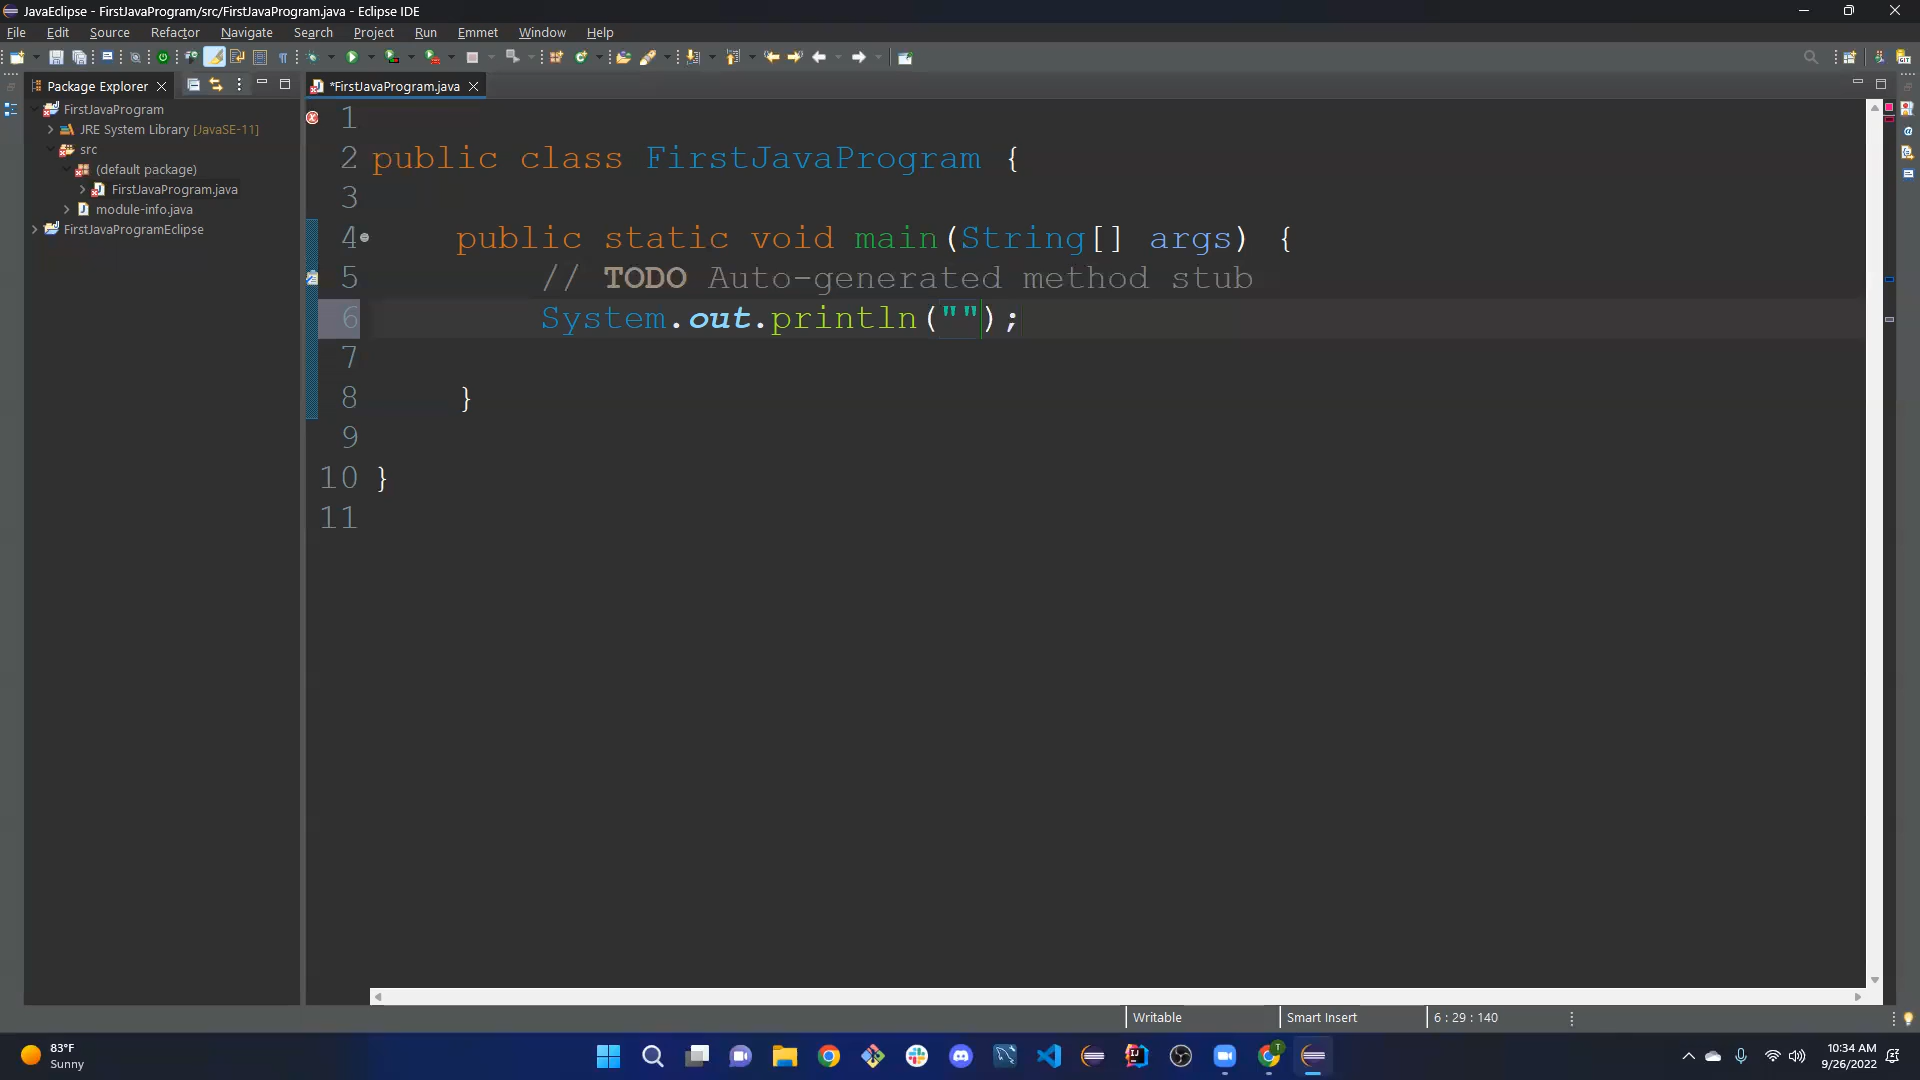 JavaEclipse - FirstJavaProgram/src/FirstJavaProgram.java - Eclipse IDE
File Edit Source Refactor Navigate Search Project Run Emmet Window Help
Package Explorer
*FirstJavaProgram.java
FirstJavaProgram
JRE System Library [JavaSE-11]
src
(default package)
FirstJavaProgram.java
module-info.java
FirstJavaProgramEclipse
1
2 public class FirstJavaProgram {
3
4 public static void main(String[] args) {
5 // TODO Auto-generated method stub
6 System.out.println("");
7
8 }
9
10 }
11
Writable Smart Insert 6 : 29 : 140
83°F
Sunny
10:34 AM
9/26/2022